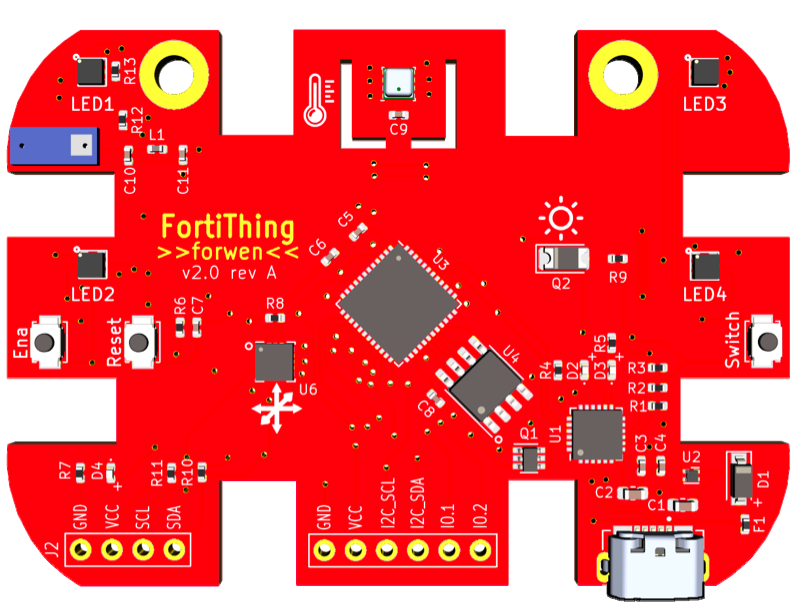 R13
LED1
LED3
R12
C9
L1
C10
C11
FortiThing
>>forwen<<
v2.0 rev A
C5
C6
U3
Q2
R9
LED2
LED4
Ena
Reset
R6
C7
R8
U6
U4
C8
Switch
R5
R4
D2
+
D3
+
R3
R2
R1
Q1
U1
C3
C4
U2
D1
+
C2
C1
F1
R7
D4
+
R11
R10
J2
GND
VCC
SCL
SDA
GND
VCC
I2C_SCL
I2C_SDA
IO.1
IO.2